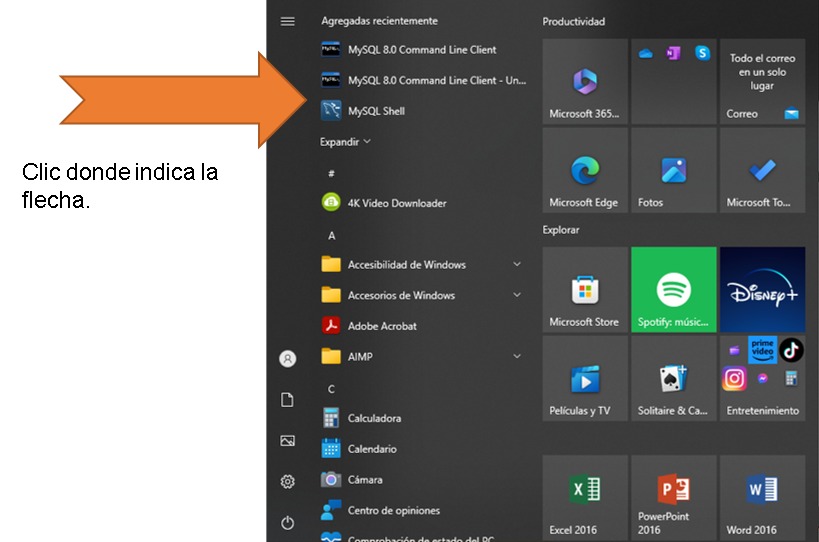 Clic donde indica la
flecha.
Agregadas recientemente
MySQL 8.0 Command Line Client
MySQL 8.0 Command Line Client - Un...
MySQL Shell
Expandir
#
4K Video Downloader
A
Accesibilidad de Windows
Accesorios de Windows
Adobe Acrobat
AIMP
C
Calculadora
Calendario
Cámara
Centro de opiniones
Comprobación de estado del PC
Productividad
Microsoft 365...
Todo el correo
en un solo
lugar
Correo
Microsoft Edge
Fotos
Microsoft To...
Explorar
Microsoft Store
Spotify: músic...
Disney+
Películas y TV
Solitaire & Ca...
prime
video
Entretenimiento
Excel 2016
PowerPoint
2016
Word 2016